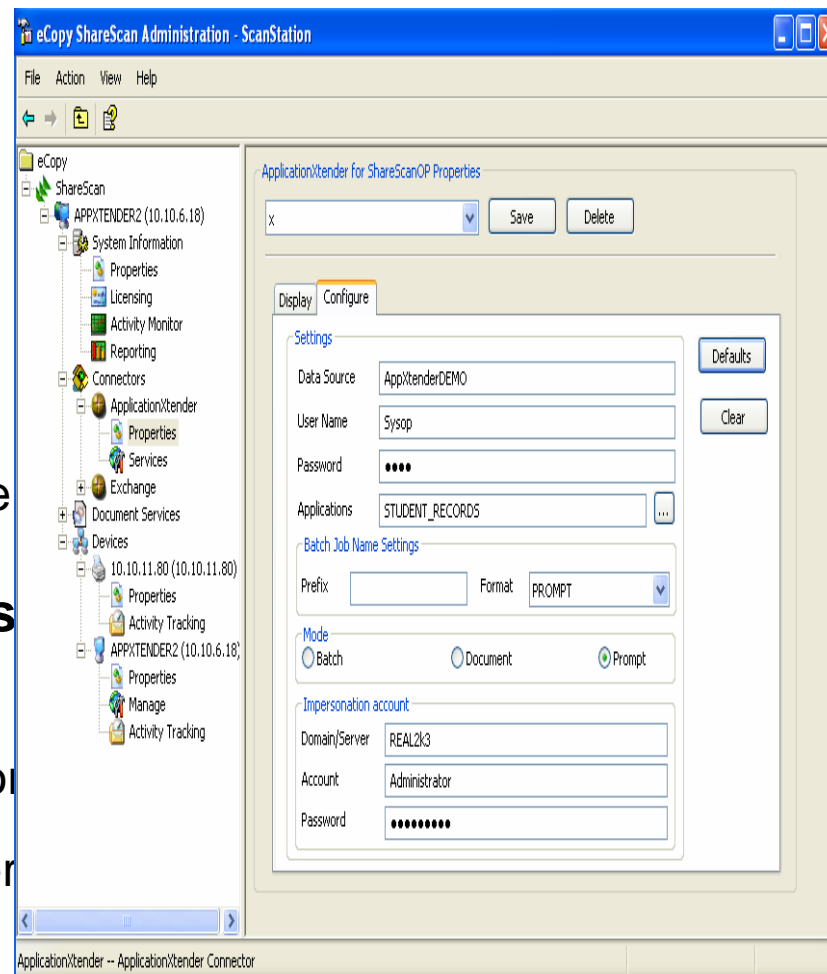 eCopy ShareScan Administration - ScanStation
File Action View Help
eCopy
ShareScan
APPXTENDER2 (10.10.6.18)
System Information
Properties
Licensing
Activity Monitor
Reporting
Connectors
ApplicationXtender
Properties
Services
Exchange
Document Services
Devices
10.10.11.80 (10.10.11.80)
Properties
Activity Tracking
APPXTENDER2 (10.10.6.18)
Properties
Manage
Activity Tracking
ApplicationXtender for ShareScanOP Properties
x Save Delete
Display Configure
Settings
Data Source AppXtenderDEMO
User Name Sysop
Password ••••
Applications STUDENT_RECORDS ...
Batch Job Name Settings
Prefix Format PROMPT
Mode
Batch Document Prompt
Impersonation account
Domain/Server REAL2k3
Account Administrator
Password •••••••••
Defaults
Clear
ApplicationXtender -- ApplicationXtender Connector